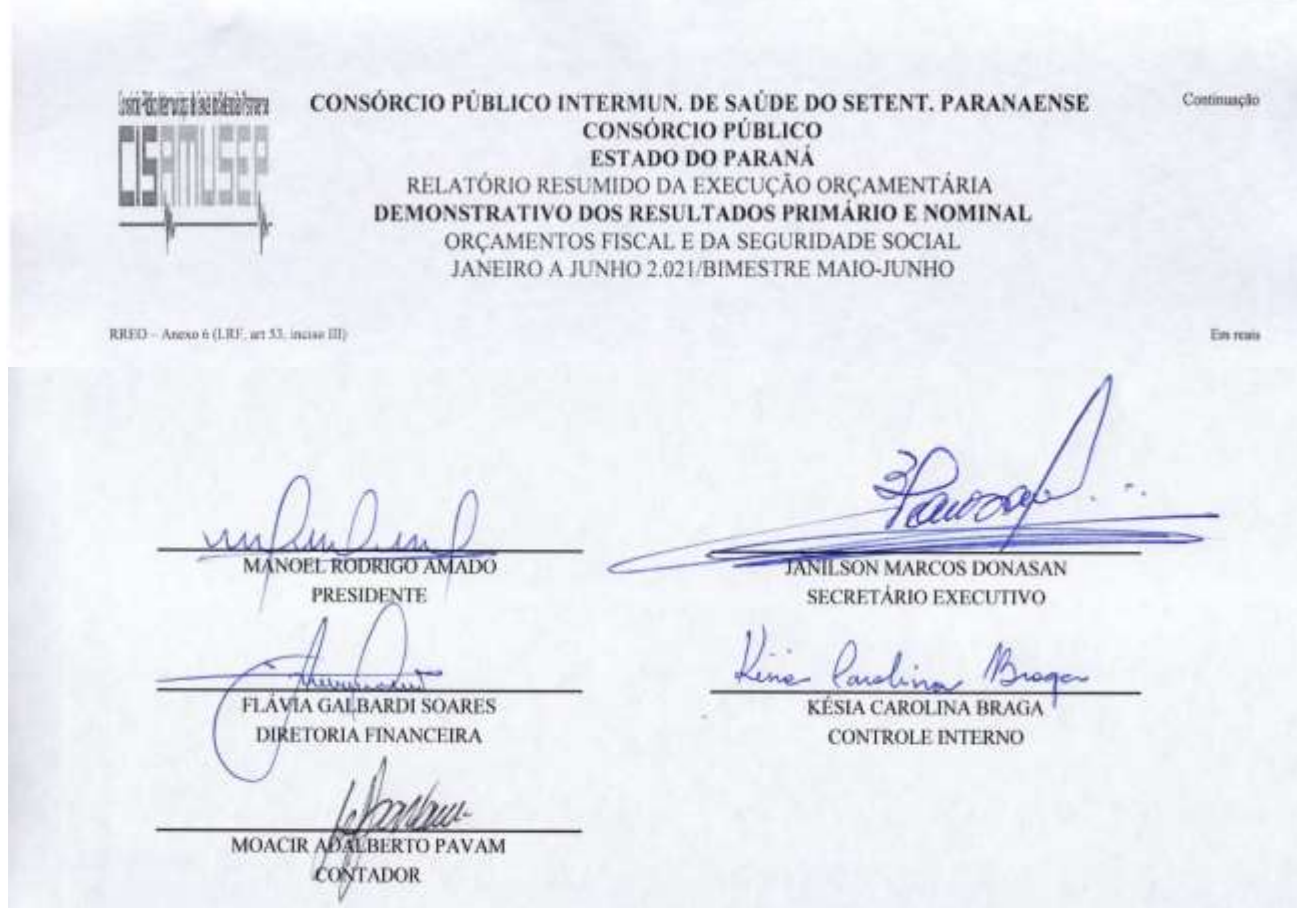 CISAMUSEP
CONSÓRCIO PÚBLICO INTERMUN. DE SAÚDE DO SETENT. PARANAENSE
Continuação
CONSÓRCIO PÚBLICO
ESTADO DO PARANÁ
RELATÓRIO RESUMIDO DA EXECUÇÃO ORÇAMENTÁRIA
DEMONSTRATIVO DOS RESULTADOS PRIMÁRIO E NOMINAL
ORÇAMENTOS FISCAL E DA SEGURIDADE SOCIAL
JANEIRO A JUNHO 2.021/BIMESTRE MAIO-JUNHO
RREO – Anexo 6 (LRF, art 53, inciso III)
Em reais
MANOEL RODRIGO AMADO
PRESIDENTE
JANILSON MARCOS DONASAN
SECRETÁRIO EXECUTIVO
Késia Carolina Braga
FLÁVIA GALBARDI SOARES
DIRETORIA FINANCEIRA
KÉSIA CAROLINA BRAGA
CONTROLE INTERNO
MOACIR ADALBERTO PAVAM
CONTADOR